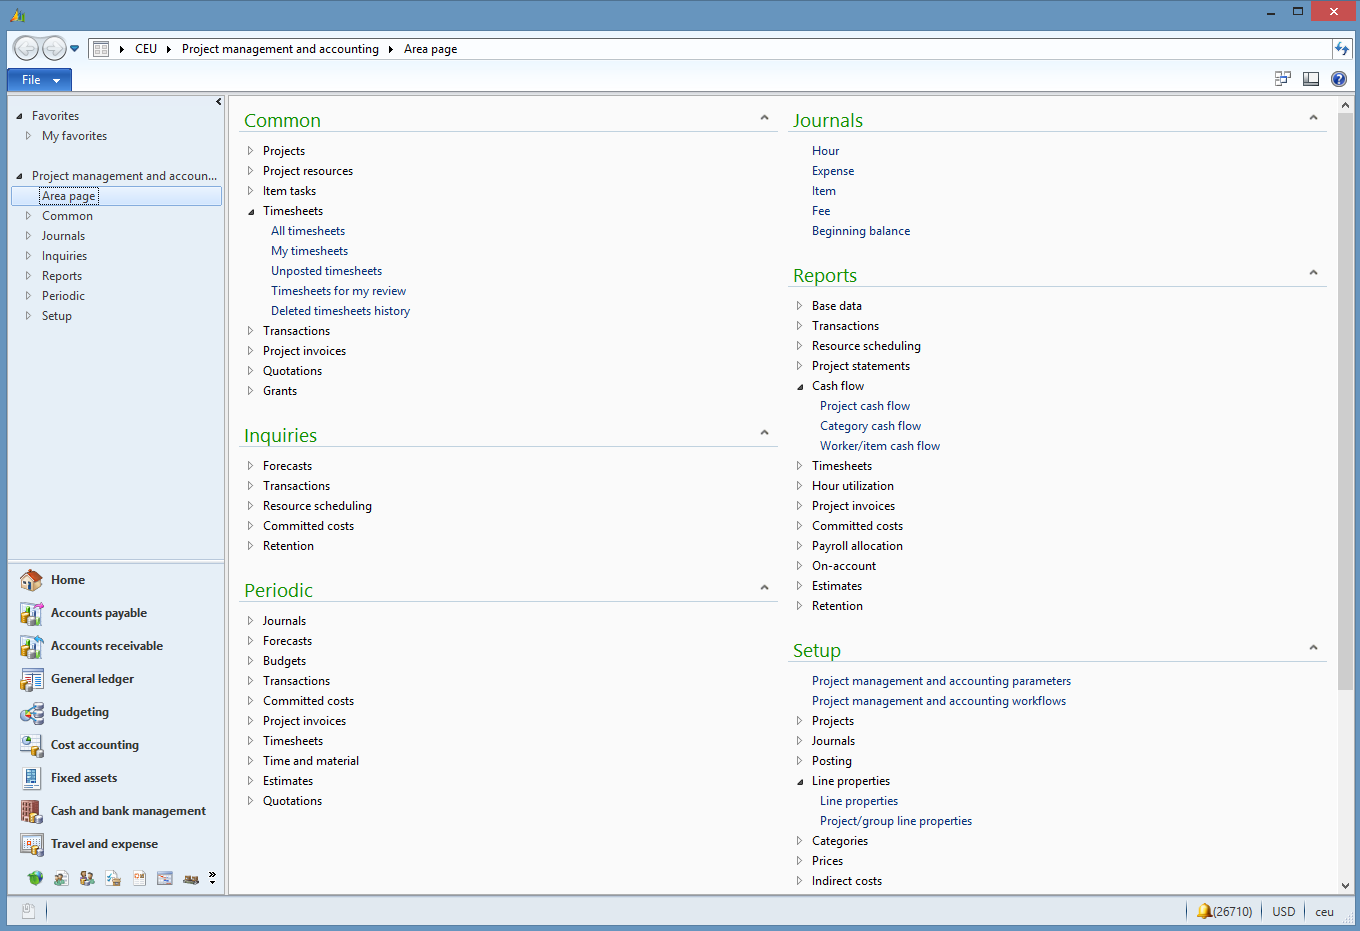 CEU Project management and accounting Area page
File
Favorites
My favorites
Project management and accoun...
Area page
Common
Journals
Inquiries
Reports
Periodic
Setup
Home
Accounts payable
Accounts receivable
General ledger
Budgeting
Cost accounting
Fixed assets
Cash and bank management
Travel and expense
Common
Projects
Project resources
Item tasks
Timesheets
All timesheets
My timesheets
Unposted timesheets
Timesheets for my review
Deleted timesheets history
Transactions
Project invoices
Quotations
Grants
Inquiries
Forecasts
Transactions
Resource scheduling
Committed costs
Retention
Periodic
Journals
Forecasts
Budgets
Transactions
Committed costs
Project invoices
Timesheets
Time and material
Estimates
Quotations
Journals
Hour
Expense
Item
Fee
Beginning balance
Reports
Base data
Transactions
Resource scheduling
Project statements
Cash flow
Project cash flow
Category cash flow
Worker/item cash flow
Timesheets
Hour utilization
Project invoices
Committed costs
Payroll allocation
On-account
Estimates
Retention
Setup
Project management and accounting parameters
Project management and accounting workflows
Projects
Journals
Posting
Line properties
Line properties
Project/group line properties
Categories
Prices
Indirect costs
(26710) USD ceu